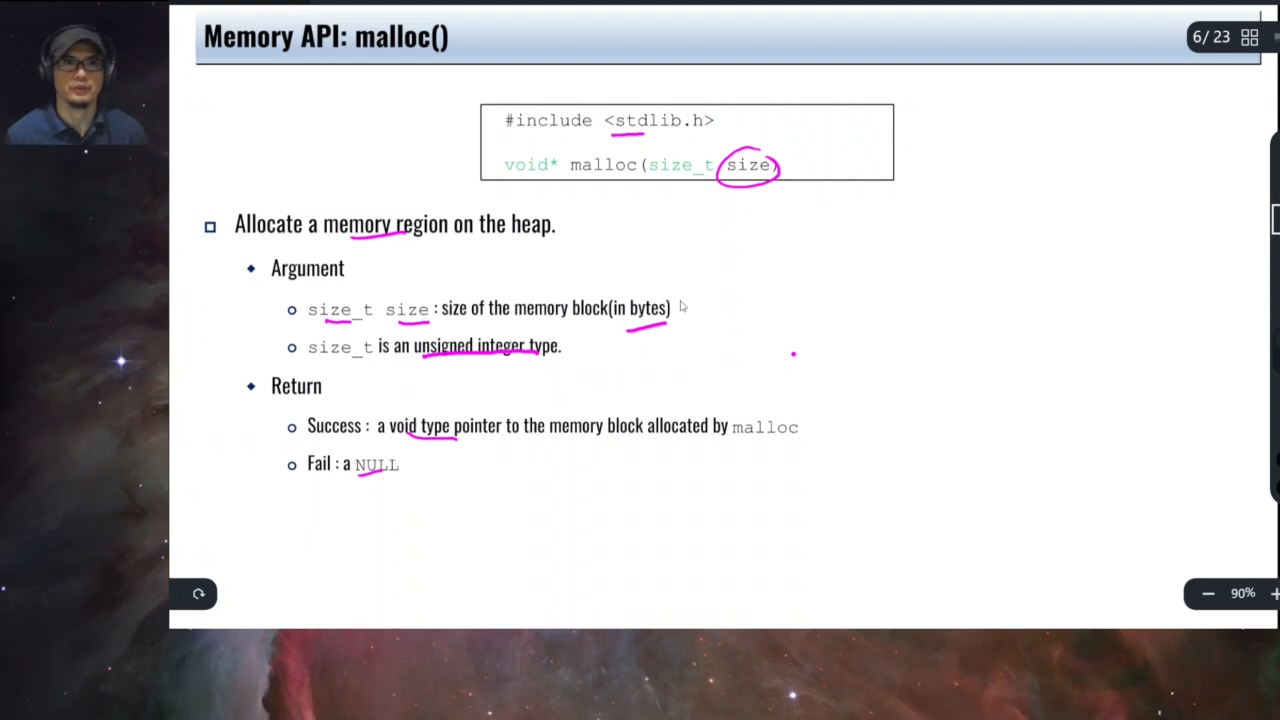 Memory API: malloc()
6/ 23
#include <stdlib.h>
void* malloc(size_t size)
Allocate a memory region on the heap.
Argument
size_t size : size of the memory block(in bytes)
size_t is an unsigned integer type.
Return
Success : a void type pointer to the memory block allocated by malloc
Fail : a NULL
90%